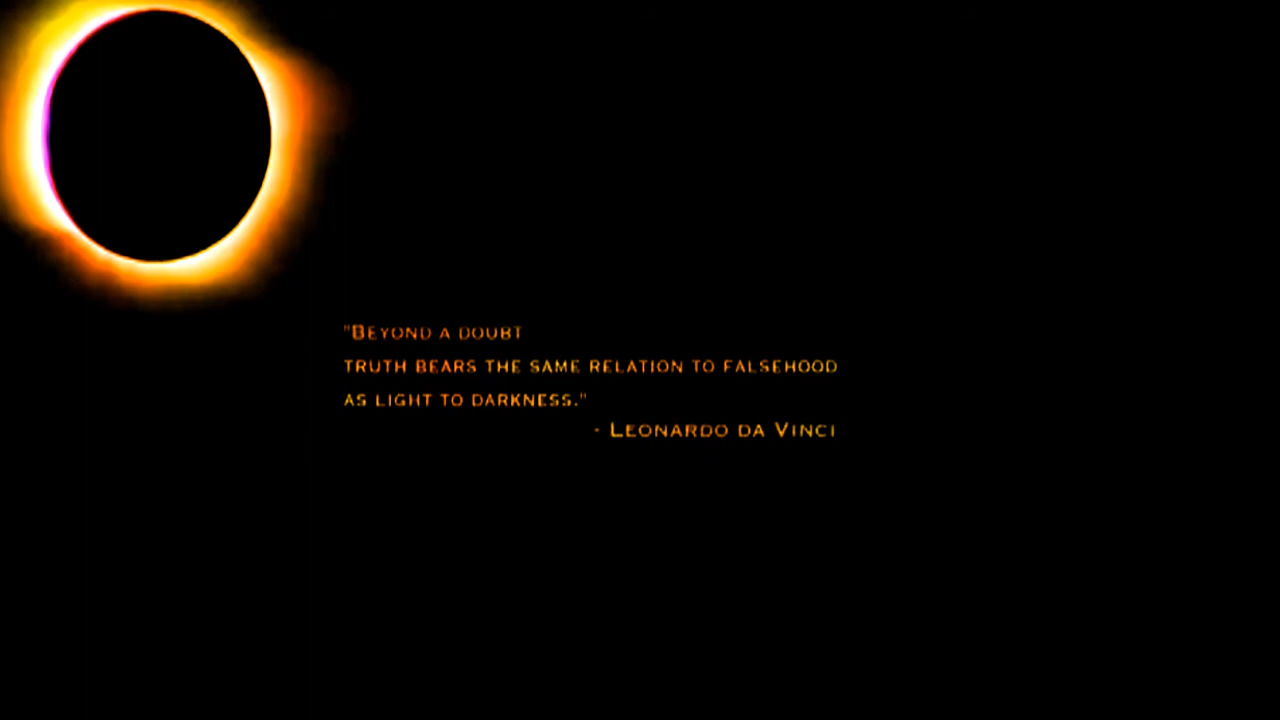 "Beyond a doubt
truth bears the same relation to falsehood
as light to darkness."
- Leonardo da Vinci